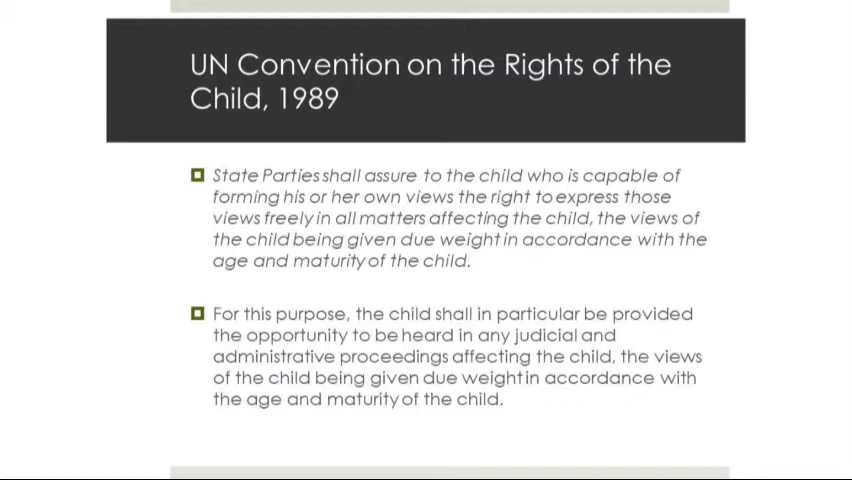 UN Convention on the Rights of the
Child, 1989
State Parties shall assure to the child who is capable of
forming his or her own views the right to express those
views freely in all matters affecting the child, the views of
the child being given due weight in accordance with the
age and maturity of the child.
For this purpose, the child shall in particular be provided
the opportunity to be heard in any judicial and
administrative proceedings affecting the child, the views
of the child being given due weight in accordance with
the age and maturity of the child.